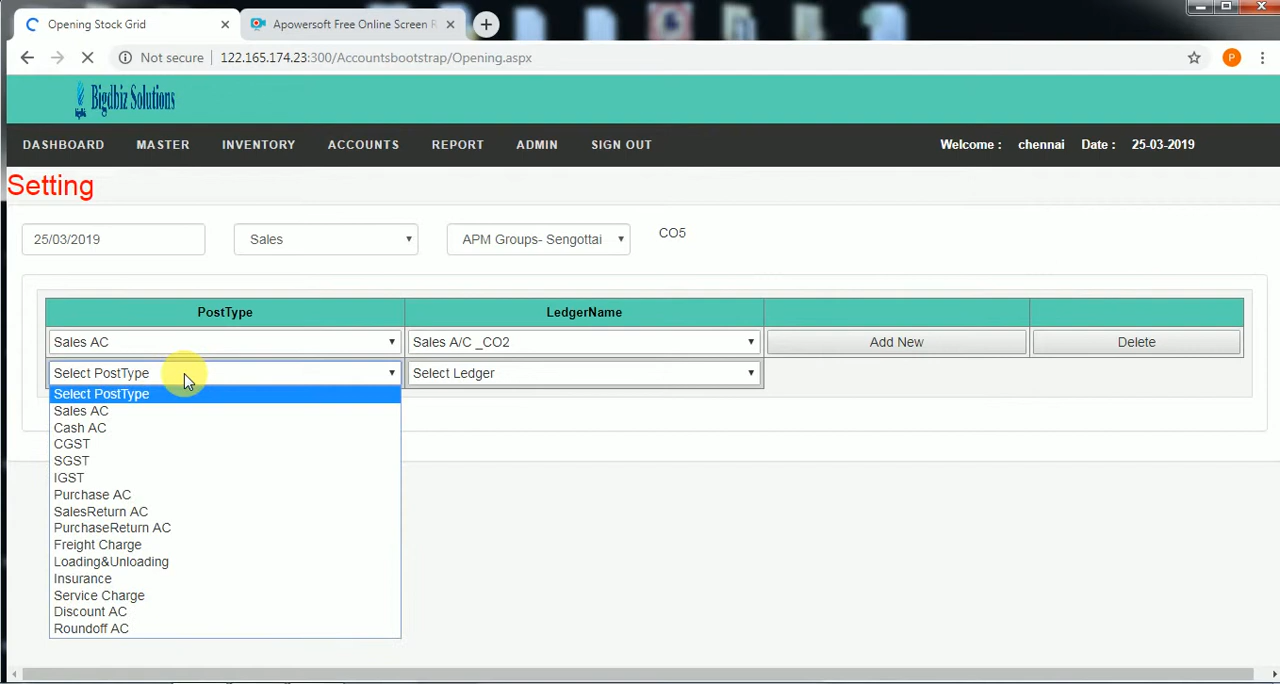 Opening Stock Grid
Apowersoft Free Online Screen R
Not secure 122.165.174.23:300/Accountsbootstrap/Opening.aspx
P
Bigdbiz Solutions
DASHBOARD MASTER INVENTORY ACCOUNTS REPORT ADMIN SIGN OUT Welcome : chennai Date : 25-03-2019
Setting
25/03/2019 Sales APM Groups- Sengottai CO5
PostType LedgerName
Sales AC Sales A/C _CO2 Add New Delete
Select PostType Select Ledger
Select PostType
Sales AC
Cash AC
CGST
SGST
IGST
Purchase AC
SalesReturn AC
PurchaseReturn AC
Freight Charge
Loading&Unloading
Insurance
Service Charge
Discount AC
Roundoff AC